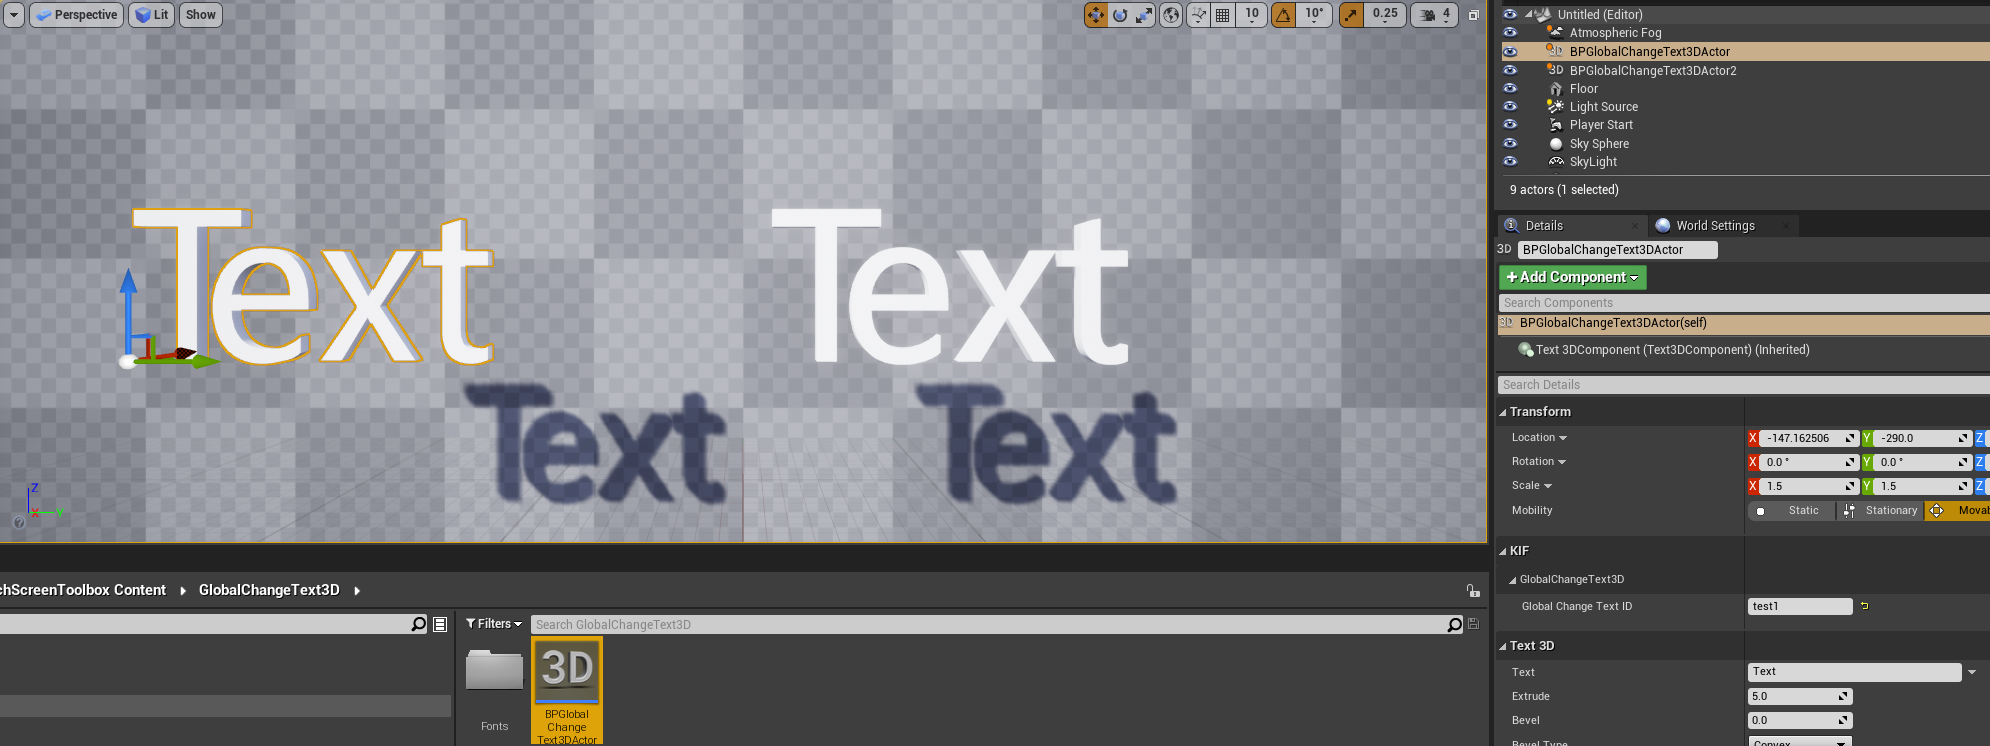 Perspective Lit Show 10 10° 0.25 4
Text Text
Text Text
Z
X Y
?
chScreenToolbox Content GlobalChangeText3D
Filters Search GlobalChangeText3D
3D
Fonts
BPGlobal
Change
Text3DActor
Untitled (Editor)
Atmospheric Fog
3D BPGlobalChangeText3DActor
3D BPGlobalChangeText3DActor2
Floor
Light Source
Player Start
Sky Sphere
SkyLight
9 actors (1 selected)
Details World Settings
3D BPGlobalChangeText3DActor
+Add Component
Search Components
3D BPGlobalChangeText3DActor(self)
Text 3DComponent (Text3DComponent) (Inherited)
Search Details
Transform
Location X -147.162506 Y -290.0 Z
Rotation X 0.0 ° Y 0.0 ° Z
Scale X 1.5 Y 1.5 Z
Mobility Static Stationary Movab
KIF
GlobalChangeText3D
Global Change Text ID test1
Text 3D
Text Text
Extrude 5.0
Bevel 0.0
Bevel Type Convex